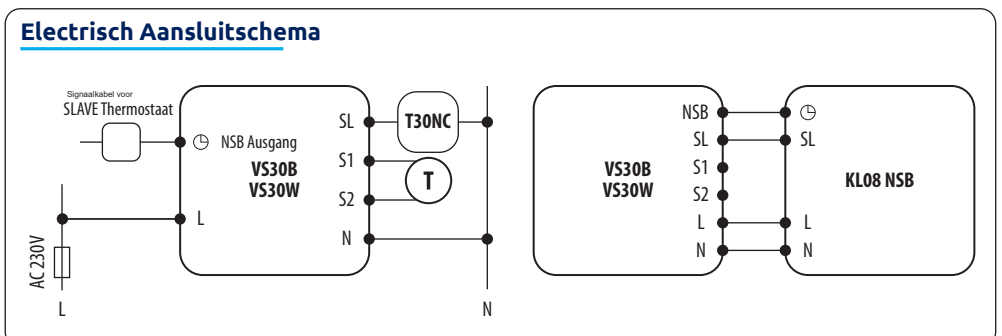 Electrisch Aansluitschema
Signaalkabel voor
SLAVE Thermostaat
NSB Ausgang
VS30B
VS30W
L
SL
S1
S2
N
T30NC
T
AC 230V
L
N
VS30B
VS30W
NSB
SL
S1
S2
L
N
SL
L
N
KL08 NSB